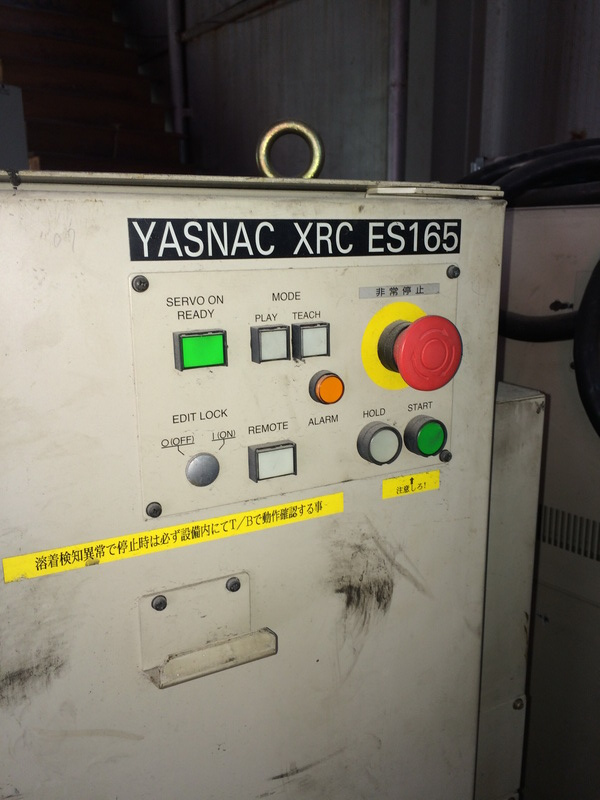 YASNAC XRC ES165
SERVO ON
READY
MODE
PLAY TEACH
非常停止
ALARM
EDIT LOCK
O(OFF) I(ON)
REMOTE
HOLD
START
注意しろ!
溶着検知異常で停止時は必ず設備内にてT/Bで動作確認する事